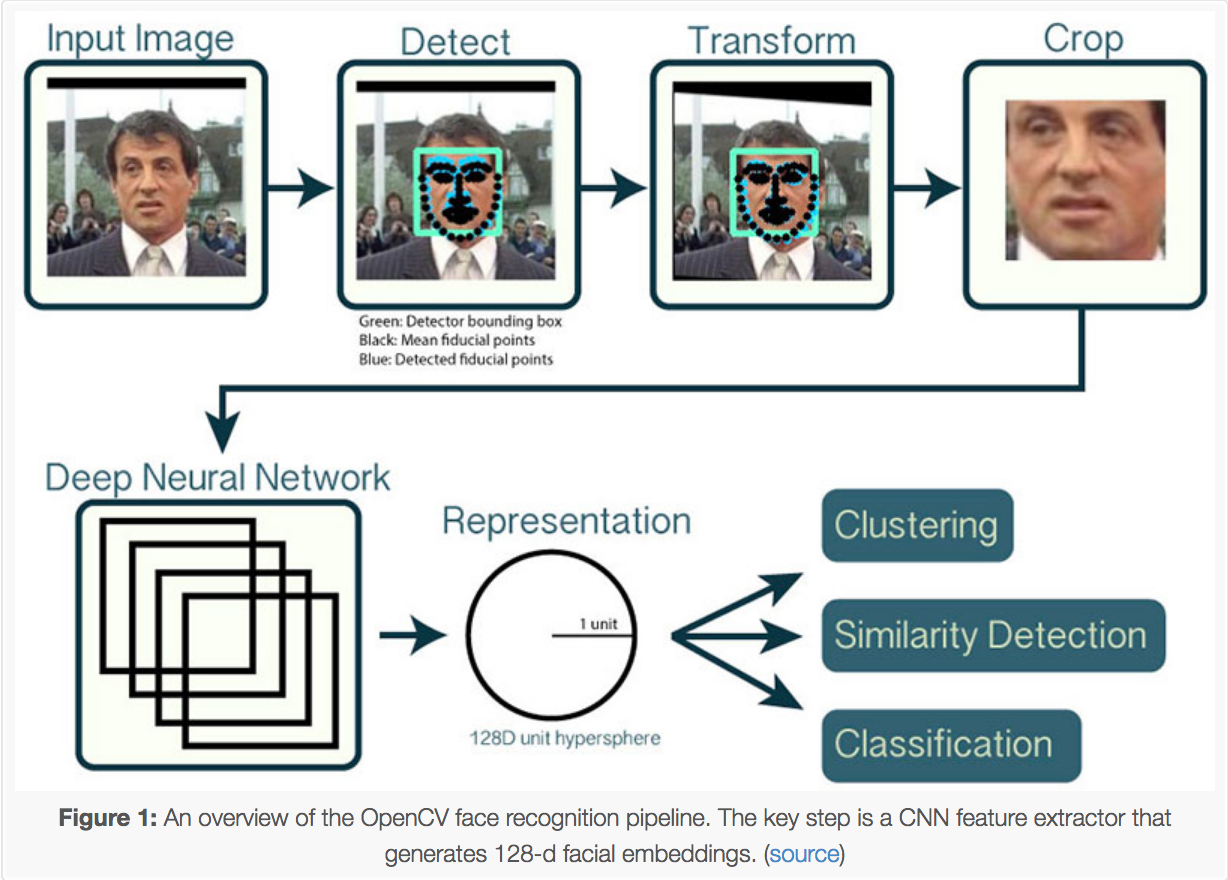 Input Image
Detect
Transform
Crop
Green: Detector bounding box
Black: Mean fiducial points
Blue: Detected fiducial points
Deep Neural Network
Representation
1 unit
128D unit hypersphere
Clustering
Similarity Detection
Classification
Figure 1: An overview of the OpenCV face recognition pipeline. The key step is a CNN feature extractor that
generates 128-d facial embeddings. (source)